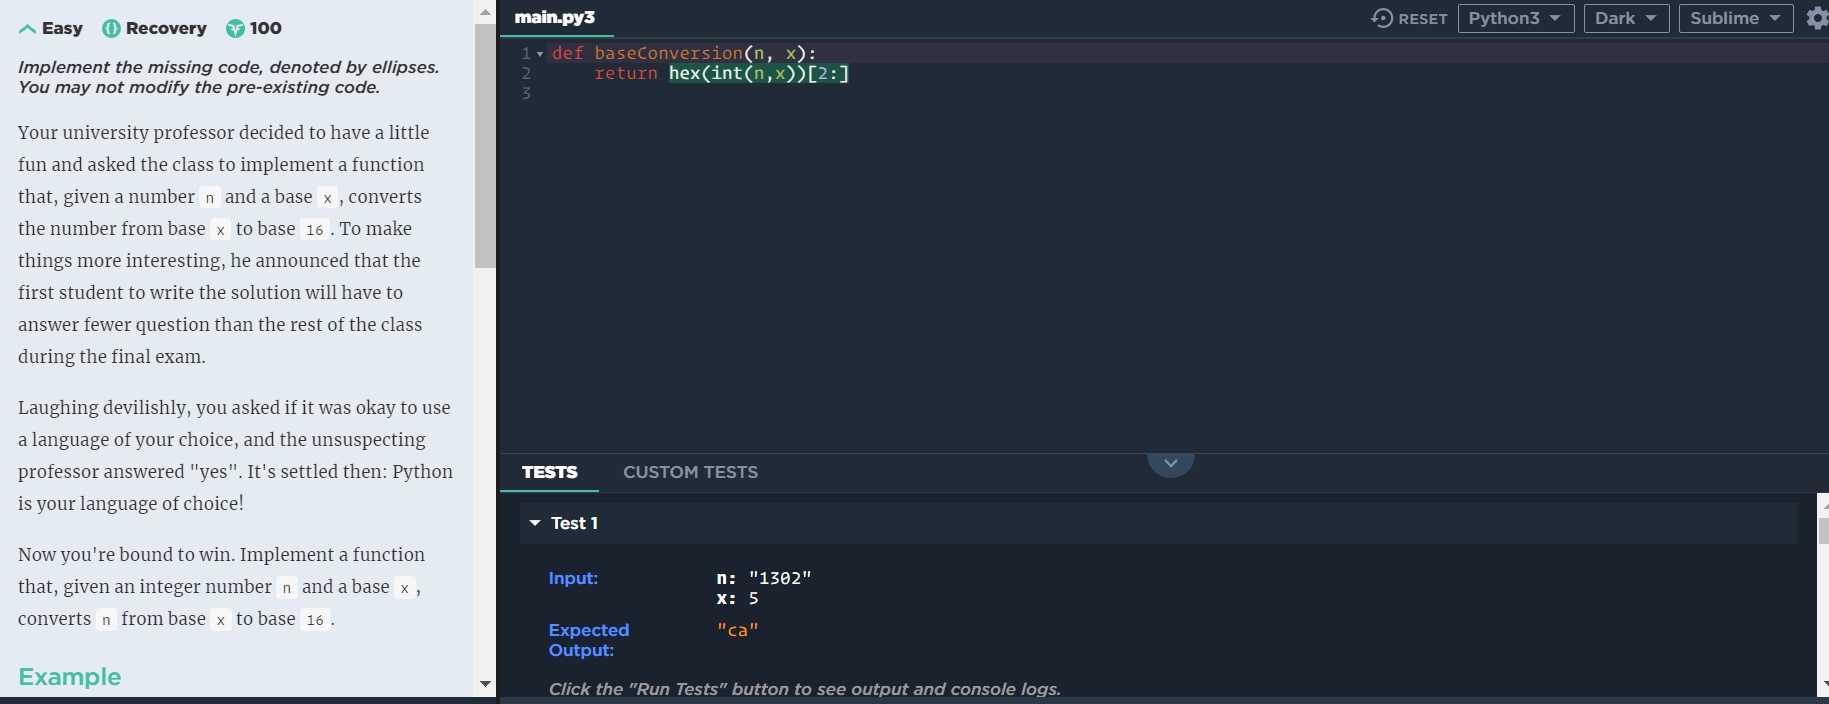 Easy Recovery 100
Implement the missing code, denoted by ellipses.
You may not modify the pre-existing code.
Your university professor decided to have a little
fun and asked the class to implement a function
that, given a number n and a base x, converts
the number from base x to base 16. To make
things more interesting, he announced that the
first student to write the solution will have to
answer fewer question than the rest of the class
during the final exam.
Laughing devilishly, you asked if it was okay to use
a language of your choice, and the unsuspecting
professor answered "yes". It's settled then: Python
is your language of choice!
Now you're bound to win. Implement a function
that, given an integer number n and a base x,
converts n from base x to base 16.
Example
main.py3
RESET Python3 Dark Sublime
1 def baseConversion(n, x):
2     return hex(int(n,x))[2:]
3
TESTS CUSTOM TESTS
Test 1
Input: n: "1302"
x: 5
Expected "ca"
Output:
Click the "Run Tests" button to see output and console logs.